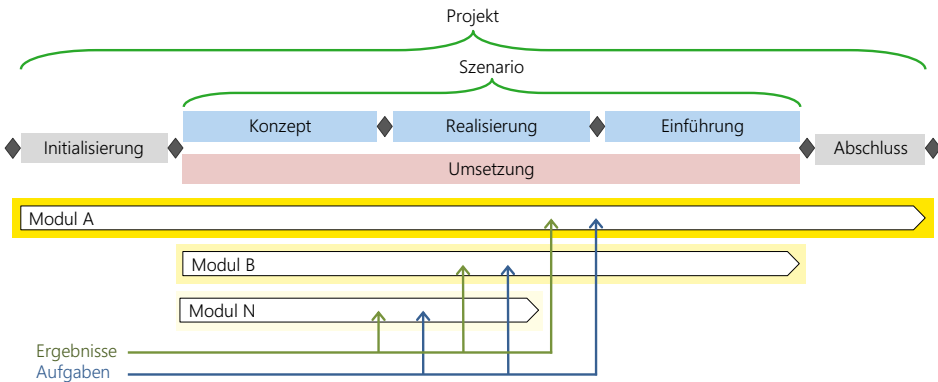 Projekt
Szenario
Konzept
Realisierung
Einführung
Initialisierung
Abschluss
Umsetzung
Modul A
Modul B
Modul N
Ergebnisse
Aufgaben